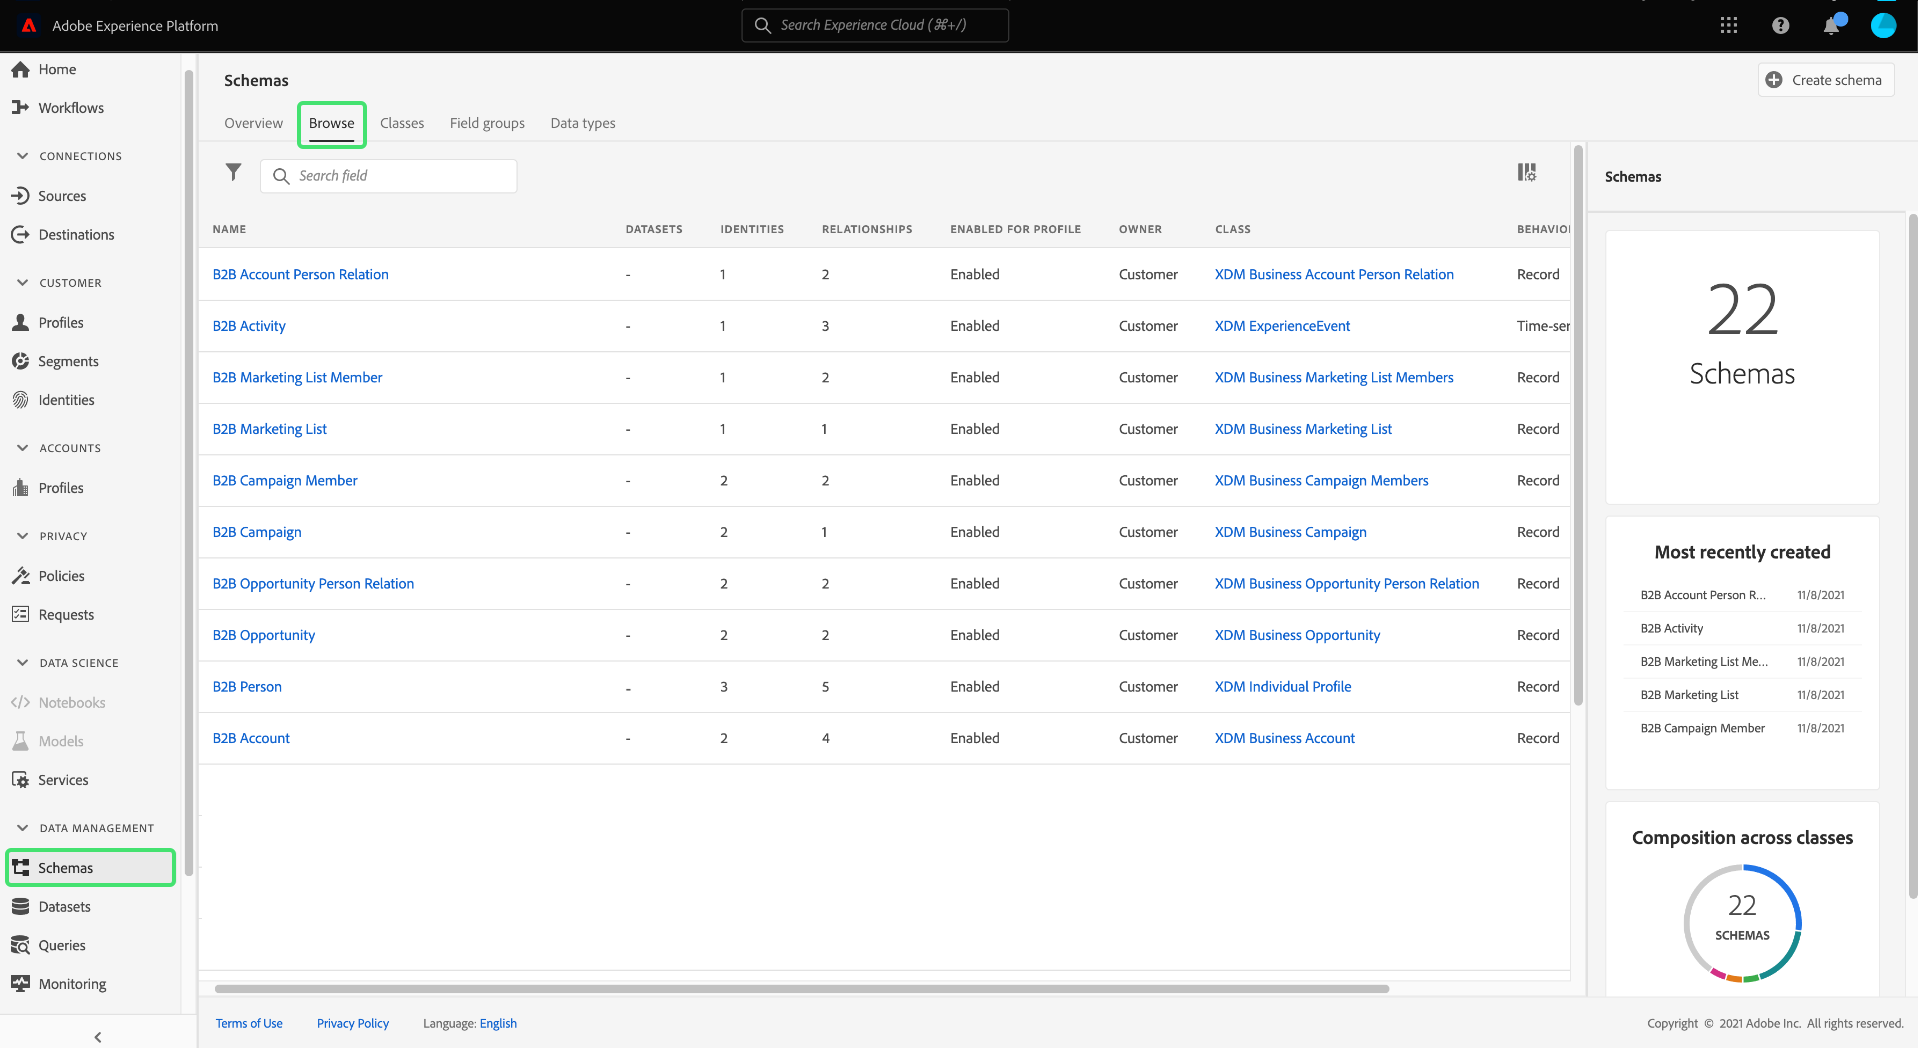 Adobe Experience Platform
Search Experience Cloud (⌘+/)
Home
Workflows
CONNECTIONS
Sources
Destinations
CUSTOMER
Profiles
Segments
Identities
ACCOUNTS
Profiles
PRIVACY
Policies
Requests
DATA SCIENCE
Notebooks
Models
Services
DATA MANAGEMENT
Schemas
Datasets
Queries
Monitoring
Schemas
Create schema
Overview Browse Classes Field groups Data types
Search field
NAME DATASETS IDENTITIES RELATIONSHIPS ENABLED FOR PROFILE OWNER CLASS BEHAVIO
B2B Account Person Relation - 1 2 Enabled Customer XDM Business Account Person Relation Record
B2B Activity - 1 3 Enabled Customer XDM ExperienceEvent Time-ser
B2B Marketing List Member - 1 2 Enabled Customer XDM Business Marketing List Members Record
B2B Marketing List - 1 1 Enabled Customer XDM Business Marketing List Record
B2B Campaign Member - 2 2 Enabled Customer XDM Business Campaign Members Record
B2B Campaign - 2 1 Enabled Customer XDM Business Campaign Record
B2B Opportunity Person Relation - 2 2 Enabled Customer XDM Business Opportunity Person Relation Record
B2B Opportunity - 2 2 Enabled Customer XDM Business Opportunity Record
B2B Person - 3 5 Enabled Customer XDM Individual Profile Record
B2B Account - 2 4 Enabled Customer XDM Business Account Record
Schemas
22
Schemas
Most recently created
B2B Account Person R... 11/8/2021
B2B Activity 11/8/2021
B2B Marketing List Me... 11/8/2021
B2B Marketing List 11/8/2021
B2B Campaign Member 11/8/2021
Composition across classes
22
SCHEMAS
Terms of Use Privacy Policy Language: English
Copyright © 2021 Adobe Inc. All rights reserved.